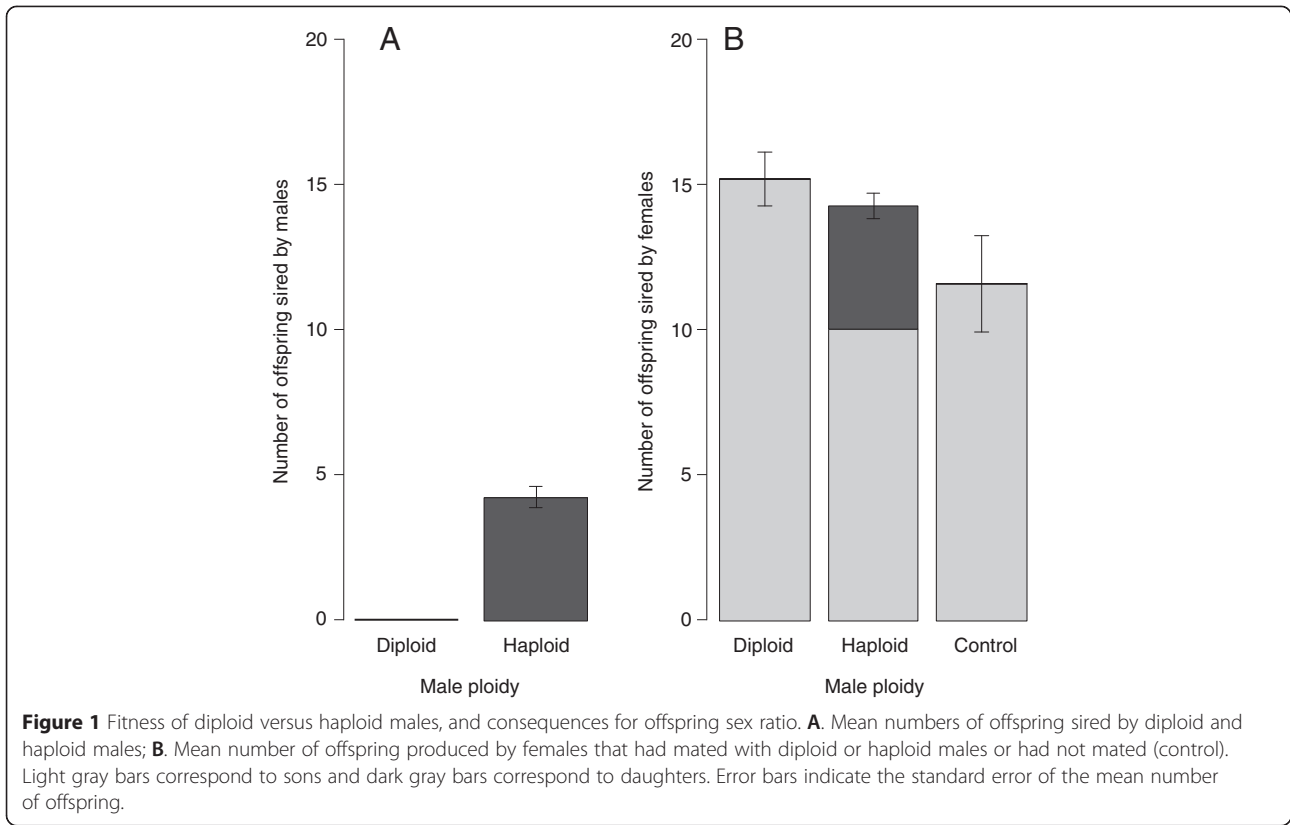 A
20
15
10
5
0
Number of offspring sired by males
Diploid Haploid
Male ploidy
B
20
15
10
5
0
Number of offspring sired by females
Diploid Haploid Control
Male ploidy
Figure 1 Fitness of diploid versus haploid males, and consequences for offspring sex ratio. A. Mean numbers of offspring sired by diploid and
haploid males; B. Mean number of offspring produced by females that had mated with diploid or haploid males or had not mated (control).
Light gray bars correspond to sons and dark gray bars correspond to daughters. Error bars indicate the standard error of the mean number
of offspring.